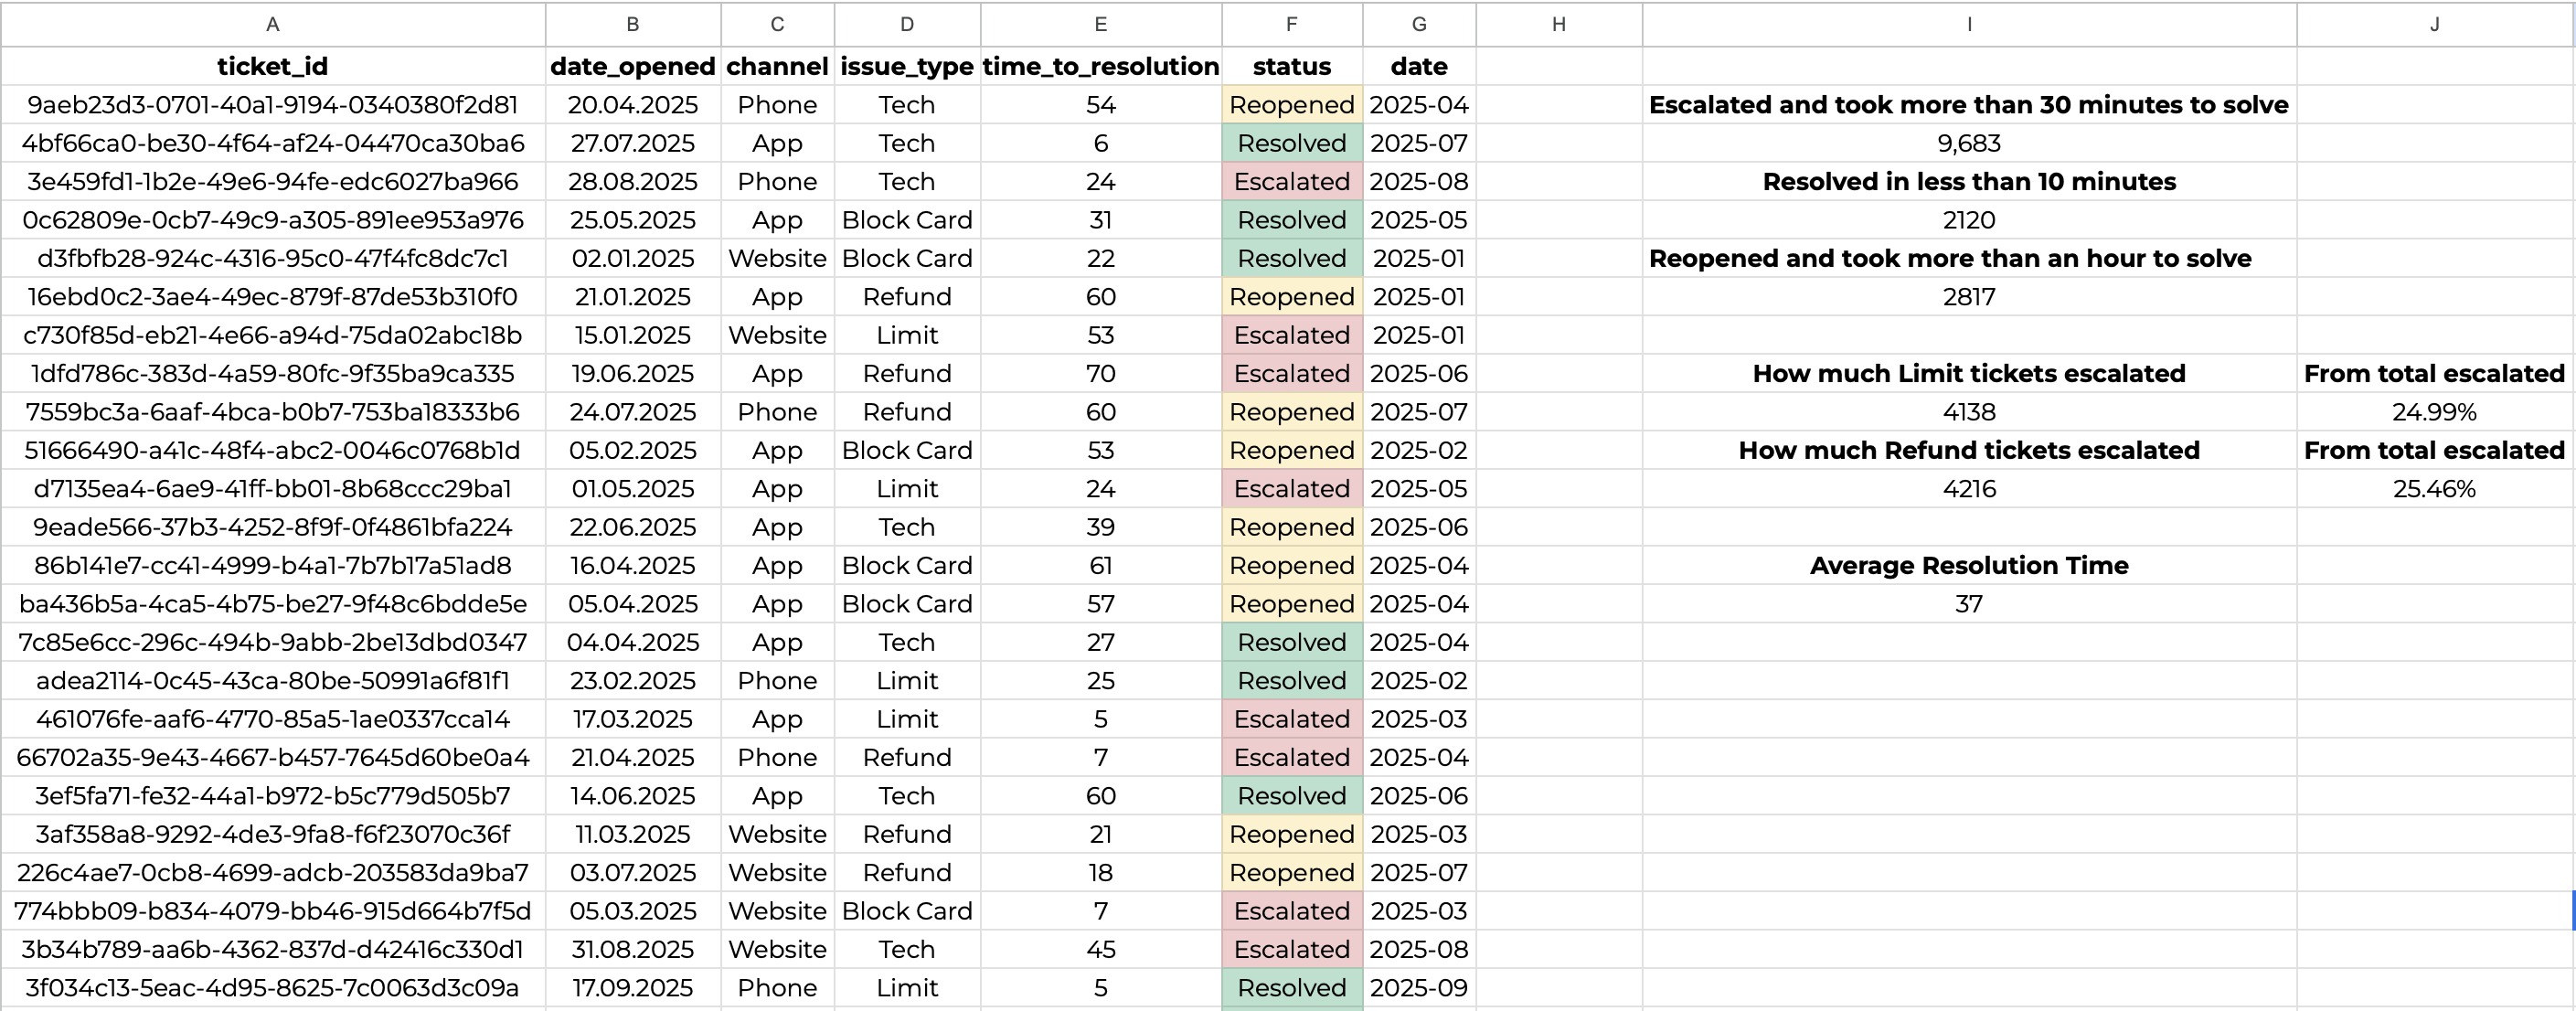 A B C D E F G H I J
ticket_id date_opened channel issue_type time_to_resolution status date
9aeb23d3-0701-40a1-9194-0340380f2d81 20.04.2025 Phone Tech 54 Reopened 2025-04 Escalated and took more than 30 minutes to solve
4bf66ca0-be30-4f64-af24-04470ca30ba6 27.07.2025 App Tech 6 Resolved 2025-07 9,683
3e459fd1-1b2e-49e6-94fe-edc6027ba966 28.08.2025 Phone Tech 24 Escalated 2025-08 Resolved in less than 10 minutes
0c62809e-0cb7-49c9-a305-891ee953a976 25.05.2025 App Block Card 31 Resolved 2025-05 2120
d3fbfb28-924c-4316-95c0-47f4fc8dc7c1 02.01.2025 Website Block Card 22 Resolved 2025-01 Reopened and took more than an hour to solve
16ebd0c2-3ae4-49ec-879f-87de53b310f0 21.01.2025 App Refund 60 Reopened 2025-01 2817
c730f85d-eb21-4e66-a94d-75da02abc18b 15.01.2025 Website Limit 53 Escalated 2025-01
1dfd786c-383d-4a59-80fc-9f35ba9ca335 19.06.2025 App Refund 70 Escalated 2025-06 How much Limit tickets escalated From total escalated
7559bc3a-6aaf-4bca-b0b7-753ba18333b6 24.07.2025 Phone Refund 60 Reopened 2025-07 4138 24.99%
51666490-a41c-48f4-abc2-0046c0768b1d 05.02.2025 App Block Card 53 Reopened 2025-02 How much Refund tickets escalated From total escalated
d7135ea4-6ae9-41ff-bb01-8b68ccc29ba1 01.05.2025 App Limit 24 Escalated 2025-05 4216 25.46%
9eade566-37b3-4252-8f9f-0f4861bfa224 22.06.2025 App Tech 39 Reopened 2025-06
86b141e7-cc41-4999-b4a1-7b7b17a51ad8 16.04.2025 App Block Card 61 Reopened 2025-04 Average Resolution Time
ba436b5a-4ca5-4b75-be27-9f48c6bdde5e 05.04.2025 App Block Card 57 Reopened 2025-04 37
7c85e6cc-296c-494b-9abb-2be13dbd0347 04.04.2025 App Tech 27 Resolved 2025-04
adea2114-0c45-43ca-80be-50991a6f81f1 23.02.2025 Phone Limit 25 Resolved 2025-02
461076fe-aaf6-4770-85a5-1ae0337cca14 17.03.2025 App Limit 5 Escalated 2025-03
66702a35-9e43-4667-b457-7645d60be0a4 21.04.2025 Phone Refund 7 Escalated 2025-04
3ef5fa71-fe32-44a1-b972-b5c779d505b7 14.06.2025 App Tech 60 Resolved 2025-06
3af358a8-9292-4de3-9fa8-f6f23070c36f 11.03.2025 Website Refund 21 Reopened 2025-03
226c4ae7-0cb8-4699-adcb-203583da9ba7 03.07.2025 Website Refund 18 Reopened 2025-07
774bbb09-b834-4079-bb46-915d664b7f5d 05.03.2025 Website Block Card 7 Escalated 2025-03
3b34b789-aa6b-4362-837d-d42416c330d1 31.08.2025 Website Tech 45 Escalated 2025-08
3f034c13-5eac-4d95-8625-7c0063d3c09a 17.09.2025 Phone Limit 5 Resolved 2025-09